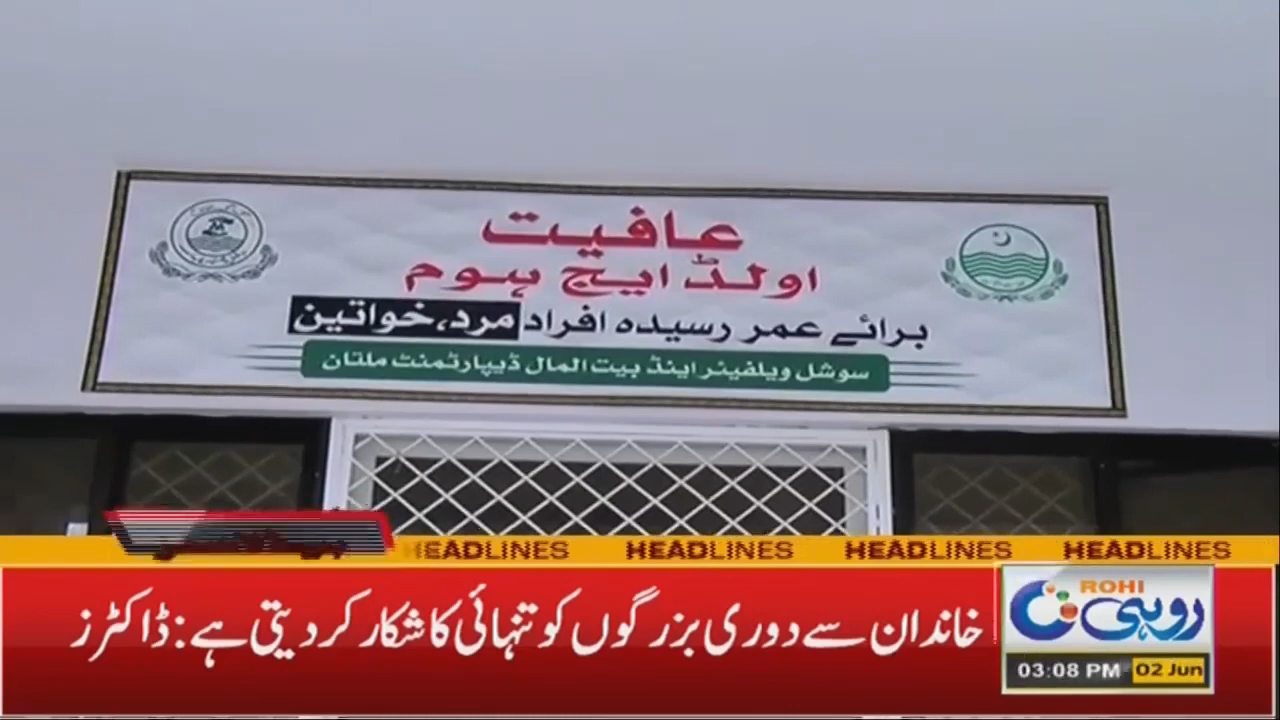 عافیت
اولڈ ایج ہوم
برائے عمر رسیدہ افراد مرد،خواتین
سوشل ویلفیئر اینڈ بیت المال ڈیپارٹمنٹ ملتان
HEADLINES HEADLINES HEADLINES HEADLINES
خاندان سے دوری بزرگوں کو تنہائی کا شکار کر دیتی ہے: ڈاکٹرز
ROHI
روہی
03:08 PM 02 Jun